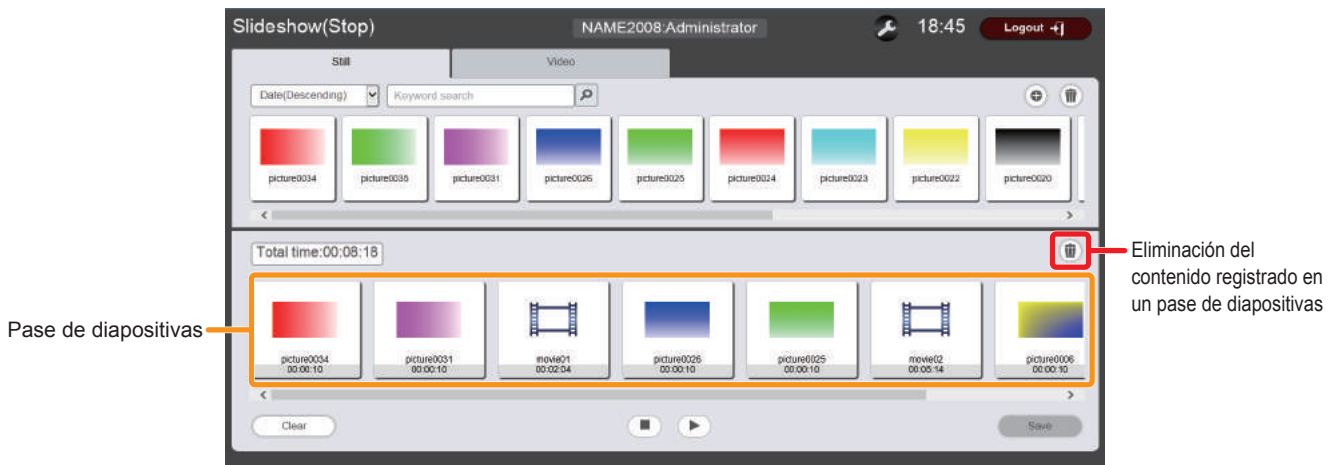 Slideshow(Stop) NAME2008:Administrator 18:45 Logout
Still Video
Date(Descending) Keyword search
picture0034 picture0035 picture0031 picture0026 picture0025 picture0024 picture0023 picture0022 picture0020
Total time:00:08:18
Eliminación del
contenido registrado en
un pase de diapositivas
Pase de diapositivas
picture0034 picture0031 movie01 picture0026 picture0025 movie02 picture0006
00:00:10 00:00:10 00:02:04 00:00:10 00:00:10 00:05:14 00:00:10
Clear Save